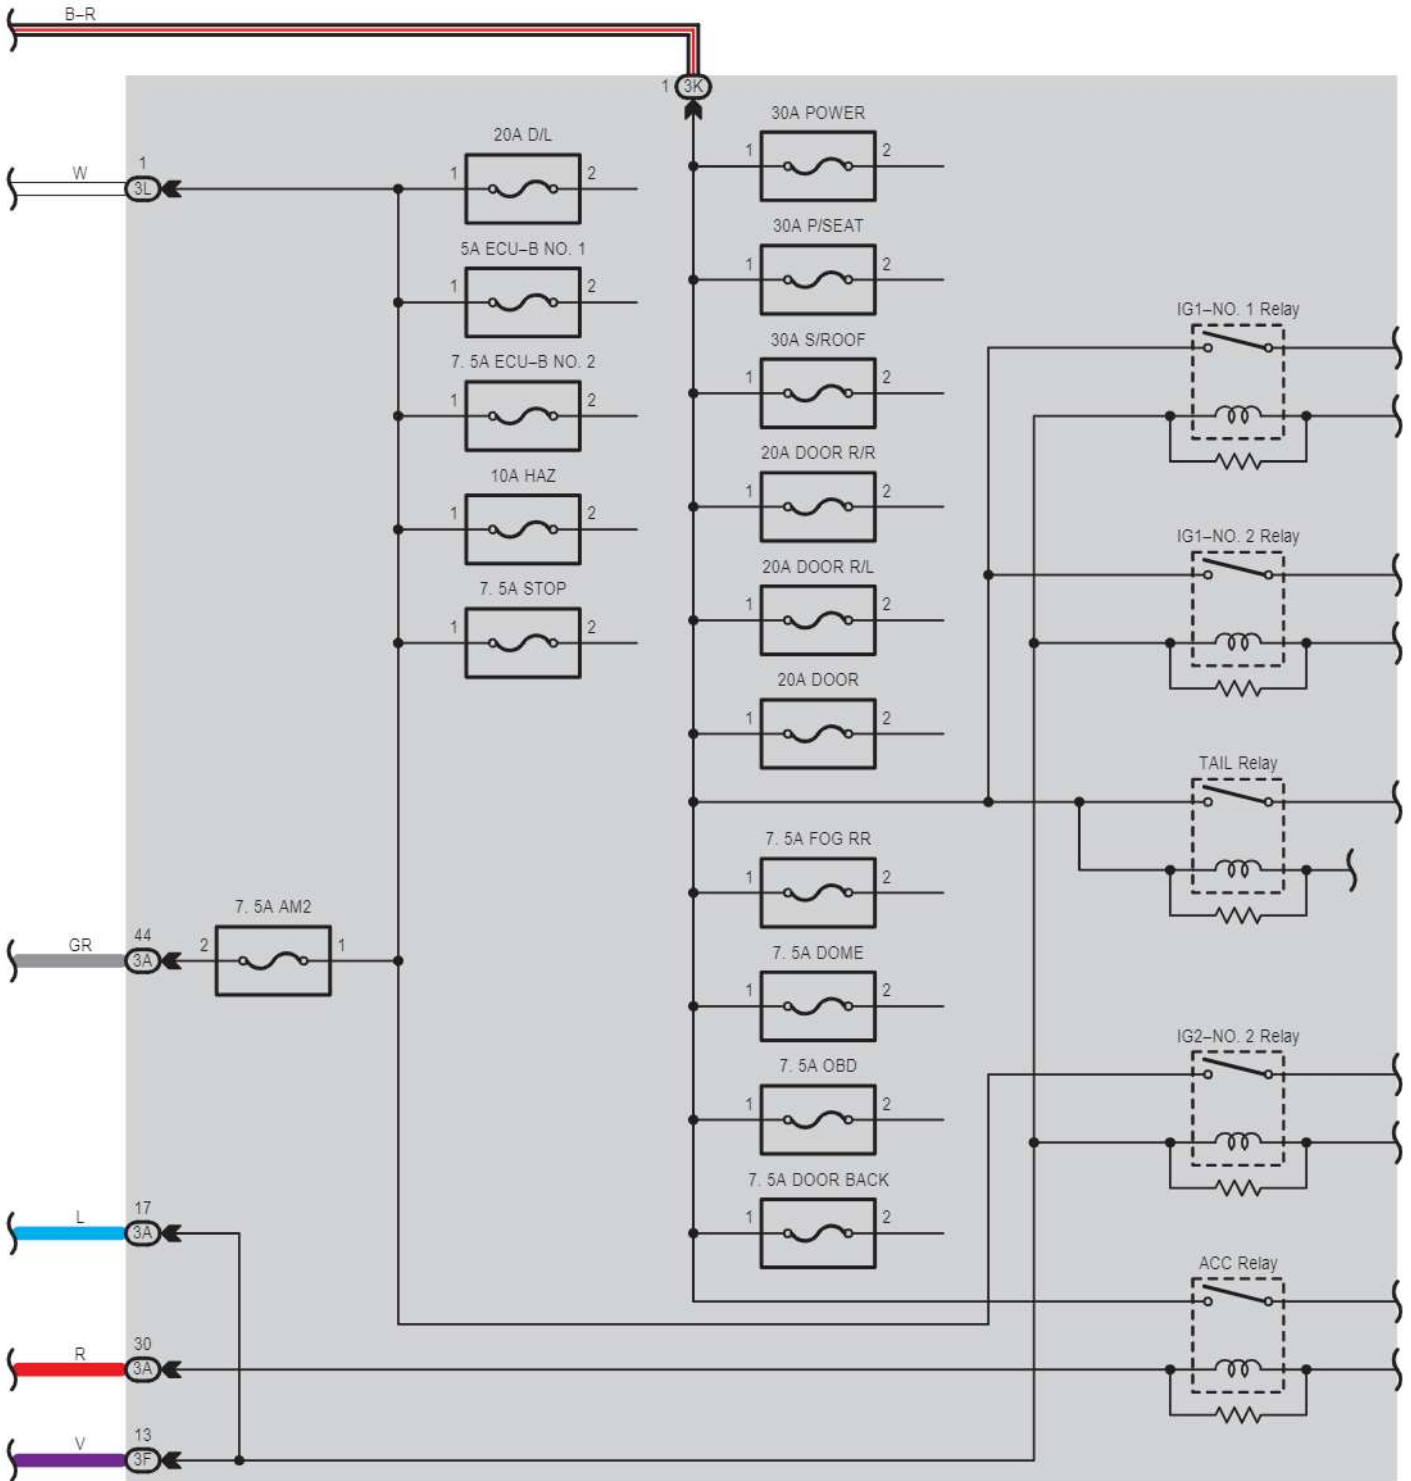 B–R
1 3K
30A POWER
1 2
20A D/L
1 2
W
1
3L
30A P/SEAT
1 2
5A ECU–B NO. 1
1 2
IG1–NO. 1 Relay
30A S/ROOF
1 2
7. 5A ECU–B NO. 2
1 2
20A DOOR R/R
1 2
10A HAZ
1 2
IG1–NO. 2 Relay
20A DOOR R/L
1 2
7. 5A STOP
1 2
20A DOOR
1 2
TAIL Relay
7. 5A FOG RR
1 2
7. 5A AM2
2 1
GR
44
3A
7. 5A DOME
1 2
IG2–NO. 2 Relay
7. 5A OBD
1 2
7. 5A DOOR BACK
1 2
L
17
3A
ACC Relay
R
30
3A
V
13
3F